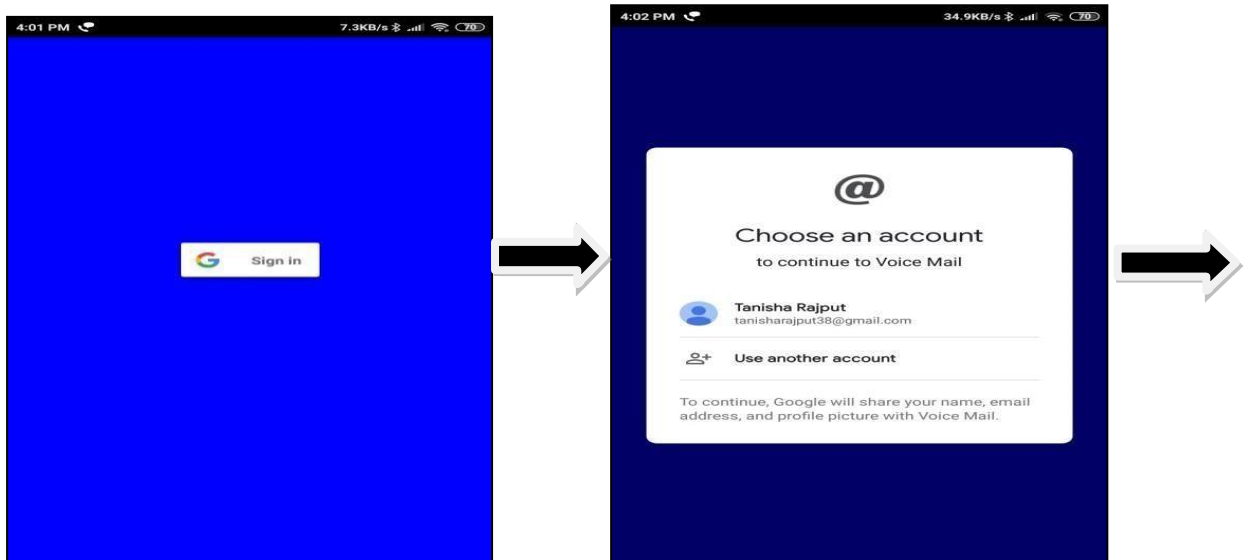 4:01 PM
7.3KB/s
70
Sign in
4:02 PM
34.9KB/s
70
@
Choose an account
to continue to Voice Mail
Tanisha Rajput
tanisharajput38@gmail.com
Use another account
To continue, Google will share your name, email
address, and profile picture with Voice Mail.